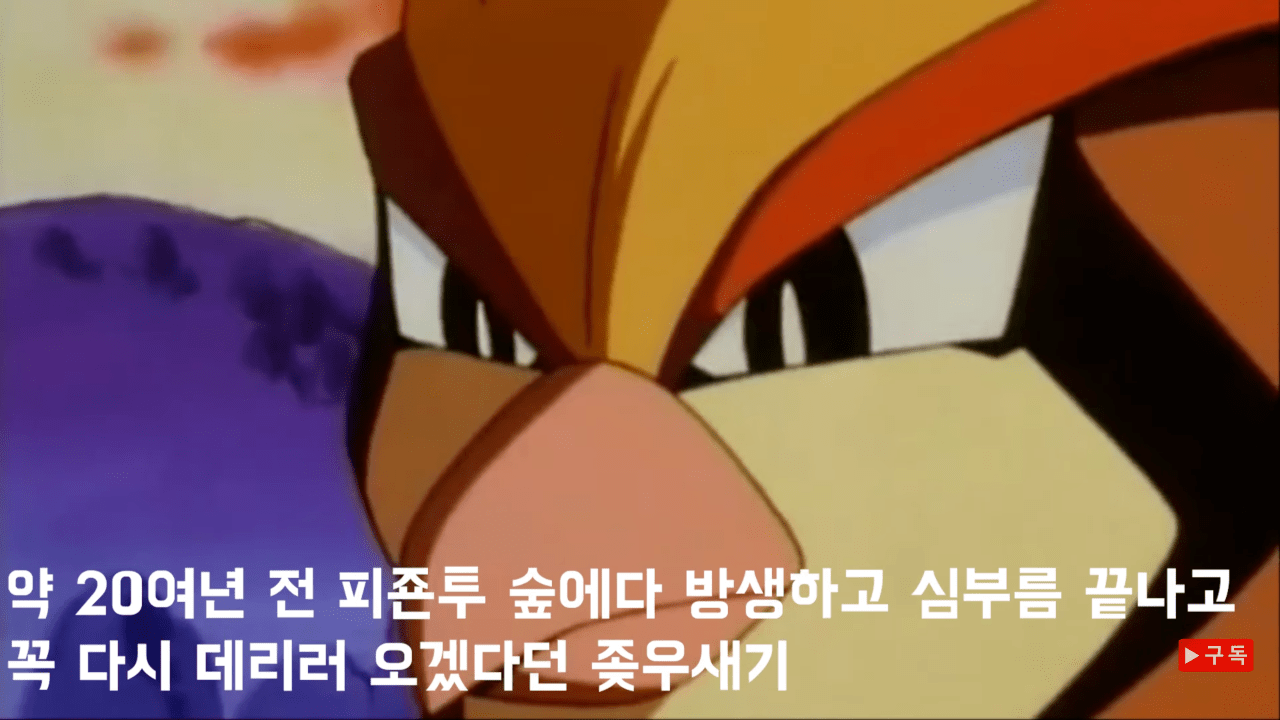 약 20여년 전 피죤투 숲에다 방생하고 심부름 끝나고
꼭 다시 데리러 오겠다던 좆우새기
구독